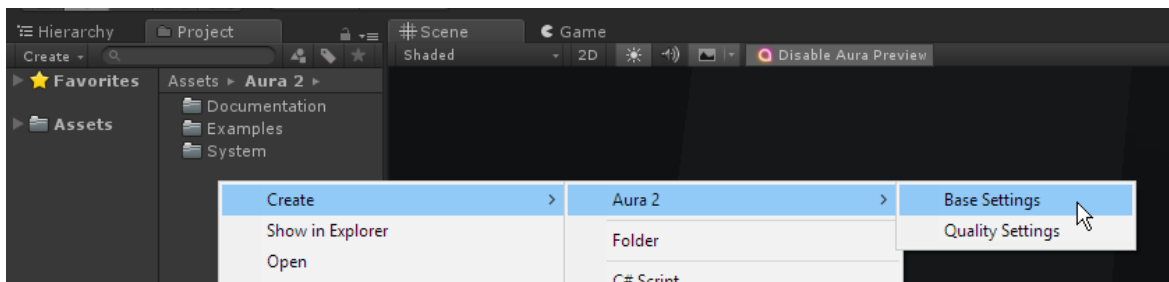 Hierarchy Project Scene Game
Create Shaded 2D Disable Aura Preview
Favorites Assets Aura 2
Documentation
Assets Examples
System
Create Aura 2 Base Settings
Show in Explorer Folder Quality Settings
Open C# Script